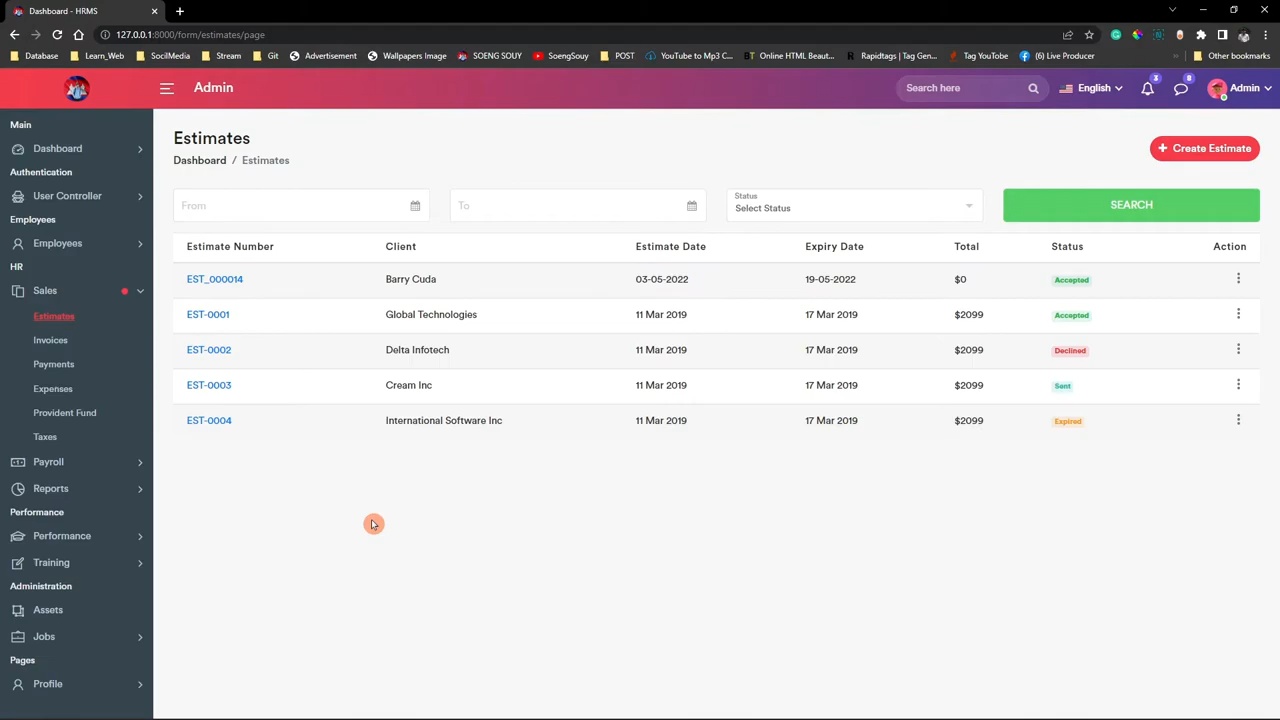 Dashboard - HRMS
127.0.0.1:8000/form/estimates/page
Database Learn_Web SocilMedia Stream Git Advertisement Wallpapers Image SOENG SOUY SoengSouy POST YouTube to Mp3 C... Online HTML Beaut... Rapidtags | Tag Gen... Tag YouTube (6) Live Producer Other bookmarks
Admin Search here English 3 8 Admin
Main
Dashboard
Authentication
User Controller
Employees
Employees
HR
Sales
Estimates
Invoices
Payments
Expenses
Provident Fund
Taxes
Payroll
Reports
Performance
Performance
Training
Administration
Assets
Jobs
Pages
Profile
Estimates
Dashboard / Estimates
+ Create Estimate
From To Status Select Status SEARCH
Estimate Number Client Estimate Date Expiry Date Total Status Action
EST_000014 Barry Cuda 03-05-2022 19-05-2022 $0 Accepted
EST-0001 Global Technologies 11 Mar 2019 17 Mar 2019 $2099 Accepted
EST-0002 Delta Infotech 11 Mar 2019 17 Mar 2019 $2099 Declined
EST-0003 Cream Inc 11 Mar 2019 17 Mar 2019 $2099 Sent
EST-0004 International Software Inc 11 Mar 2019 17 Mar 2019 $2099 Expired